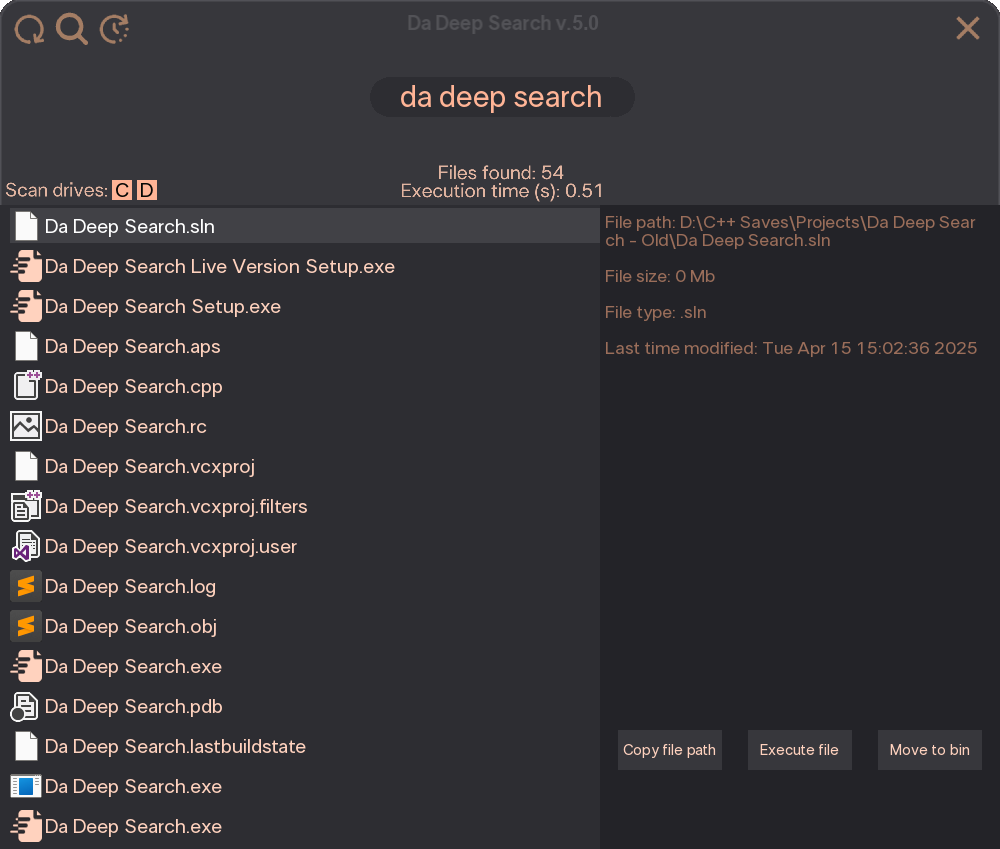 Da Deep Search v.5.0
da deep search
Files found: 54
Scan drives: C D
Execution time (s): 0.51
Da Deep Search.sln
Da Deep Search Live Version Setup.exe
Da Deep Search Setup.exe
Da Deep Search.aps
Da Deep Search.cpp
Da Deep Search.rc
Da Deep Search.vcxproj
Da Deep Search.vcxproj.filters
Da Deep Search.vcxproj.user
Da Deep Search.log
Da Deep Search.obj
Da Deep Search.exe
Da Deep Search.pdb
Da Deep Search.lastbuildstate
Da Deep Search.exe
Da Deep Search.exe
File path: D:\C++ Saves\Projects\Da Deep Sear
ch - Old\Da Deep Search.sln
File size: 0 Mb
File type: .sln
Last time modified: Tue Apr 15 15:02:36 2025
Copy file path
Execute file
Move to bin